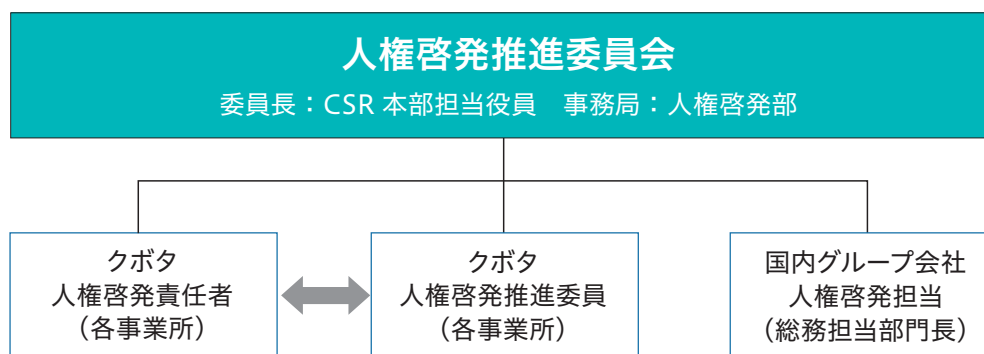 人権啓発推進委員会
委員長：CSR 本部担当役員　事務局：人権啓発部
クボタ
人権啓発責任者
（各事業所）
クボタ
人権啓発推進委員
（各事業所）
国内グループ会社
人権啓発担当
（総務担当部門長）